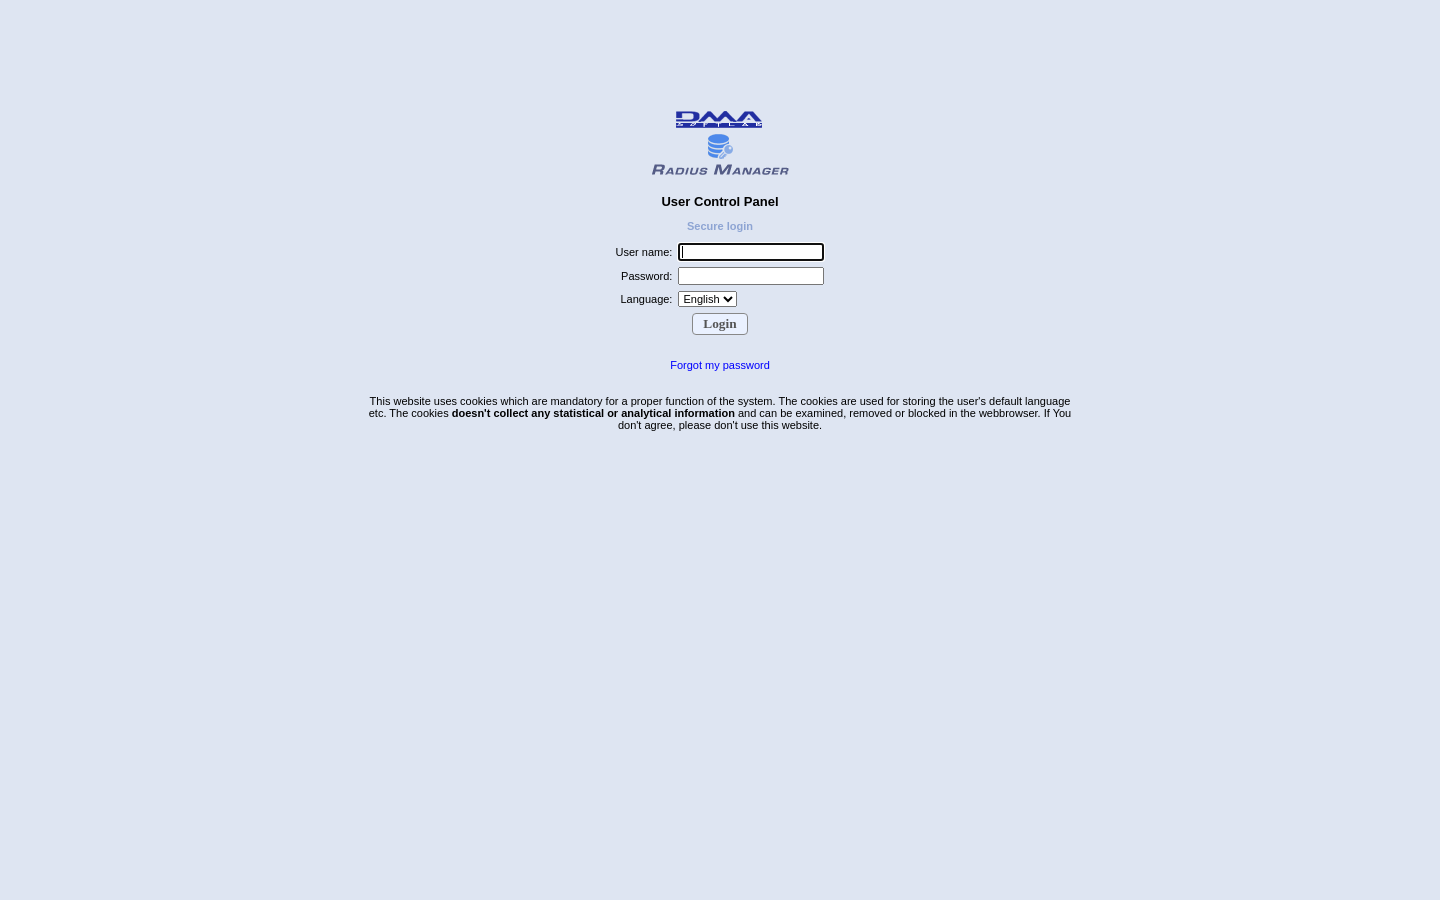 DMA
SOFTLAB
RADIUS MANAGER
User Control Panel
Secure login
User name:
Password:
Language: English
Login
Forgot my password
This website uses cookies which are mandatory for a proper function of the system. The cookies are used for storing the user's default language
etc. The cookies doesn't collect any statistical or analytical information and can be examined, removed or blocked in the webbrowser. If You
don't agree, please don't use this website.